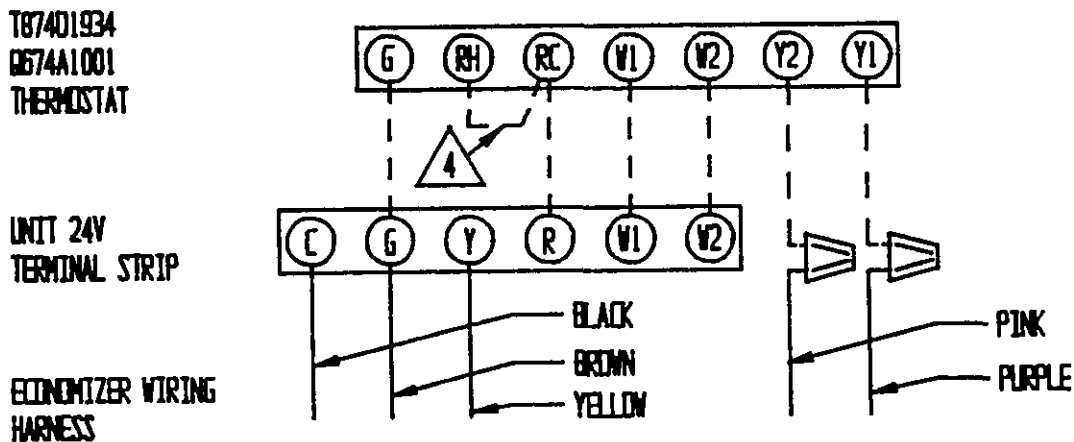 T874D1934
Q674A1001
THERMOSTAT
G RH RC W1 W2 Y2 Y1
4
UNIT 24V
TERMINAL STRIP
C G Y R W1 W2
BLACK
BROWN
YELLOW
PINK
PURPLE
ECONOMIZER WIRING
HARNESS